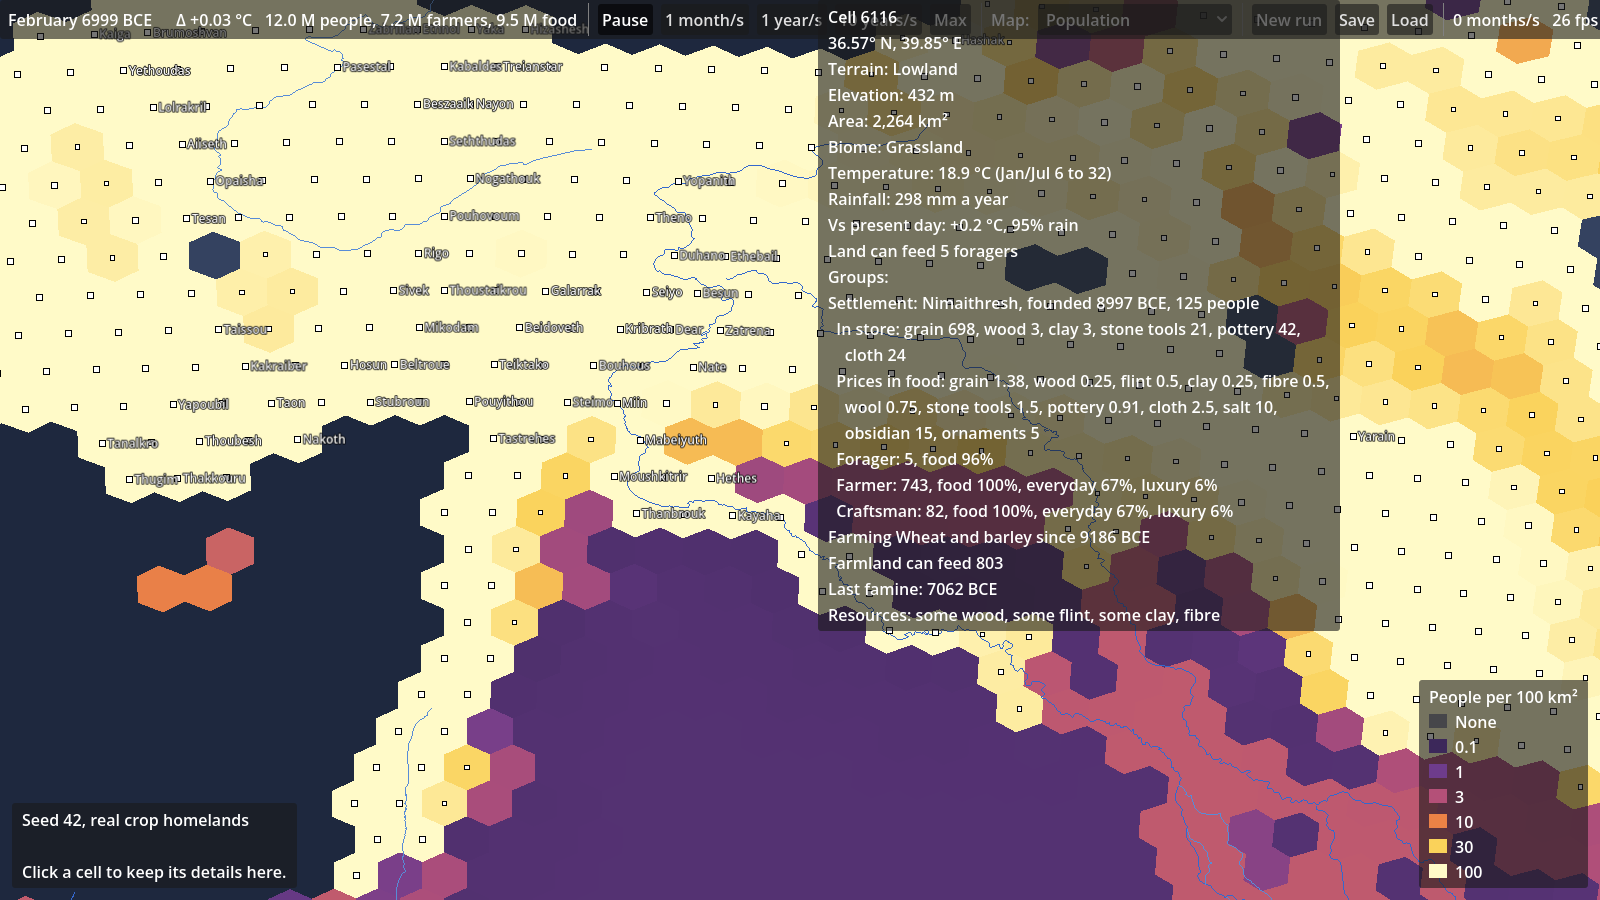 February 6999 BCE Δ +0.03 °C 12.0 M people, 7.2 M farmers, 9.5 M food Pause 1 month/s 1 year/s Max Map: Population New run Save Load 0 months/s 26 fps
Cell 6116
36.57° N, 39.85° E
Terrain: Lowland
Elevation: 432 m
Area: 2,264 km²
Biome: Grassland
Temperature: 18.9 °C (Jan/Jul 6 to 32)
Rainfall: 298 mm a year
Vs present day: +0.2 °C, 95% rain
Land can feed 5 foragers
Groups:
Settlement: Nimaithresh, founded 8997 BCE, 125 people
In store: grain 698, wood 3, clay 3, stone tools 21, pottery 42,
cloth 24
Prices in food: grain 1.38, wood 0.25, flint 0.5, clay 0.25, fibre 0.5,
wool 0.75, stone tools 1.5, pottery 0.91, cloth 2.5, salt 10,
obsidian 15, ornaments 5
Forager: 5, food 96%
Farmer: 743, food 100%, everyday 67%, luxury 6%
Craftsman: 82, food 100%, everyday 67%, luxury 6%
Farming Wheat and barley since 9186 BCE
Farmland can feed 803
Last famine: 7062 BCE
Resources: some wood, some flint, some clay, fibre
Kalga Brumoshvan
Yethoudas Pasestai Kabaldes Treianstar
Lolrakril Beszaaik Nayon
Aliseth Seththudas
Opaisha Nogathouk Yopanith
Tesan Pouhovoum Theno
Rigo Duhano Ethebail
Sivek Thoustaikrou Galarrak Selyo Besun
Taissou Mikodam Beidoveth Kribrath Dear Zatrena
Kakraiber Hosun Beltroue Teiktako Bouhous Nate
Yapoubil Taon Stubroun Pouyithou Steimo Miin
Tanaikro Thoubesh Nakoth Tastrehes Mabeiyuth Yarain
Thugim Thakkouru Moushkitrir Hethes
Thanbrouk Kayaha
Seed 42, real crop homelands
Click a cell to keep its details here.
People per 100 km²
None
0.1
1
3
10
30
100